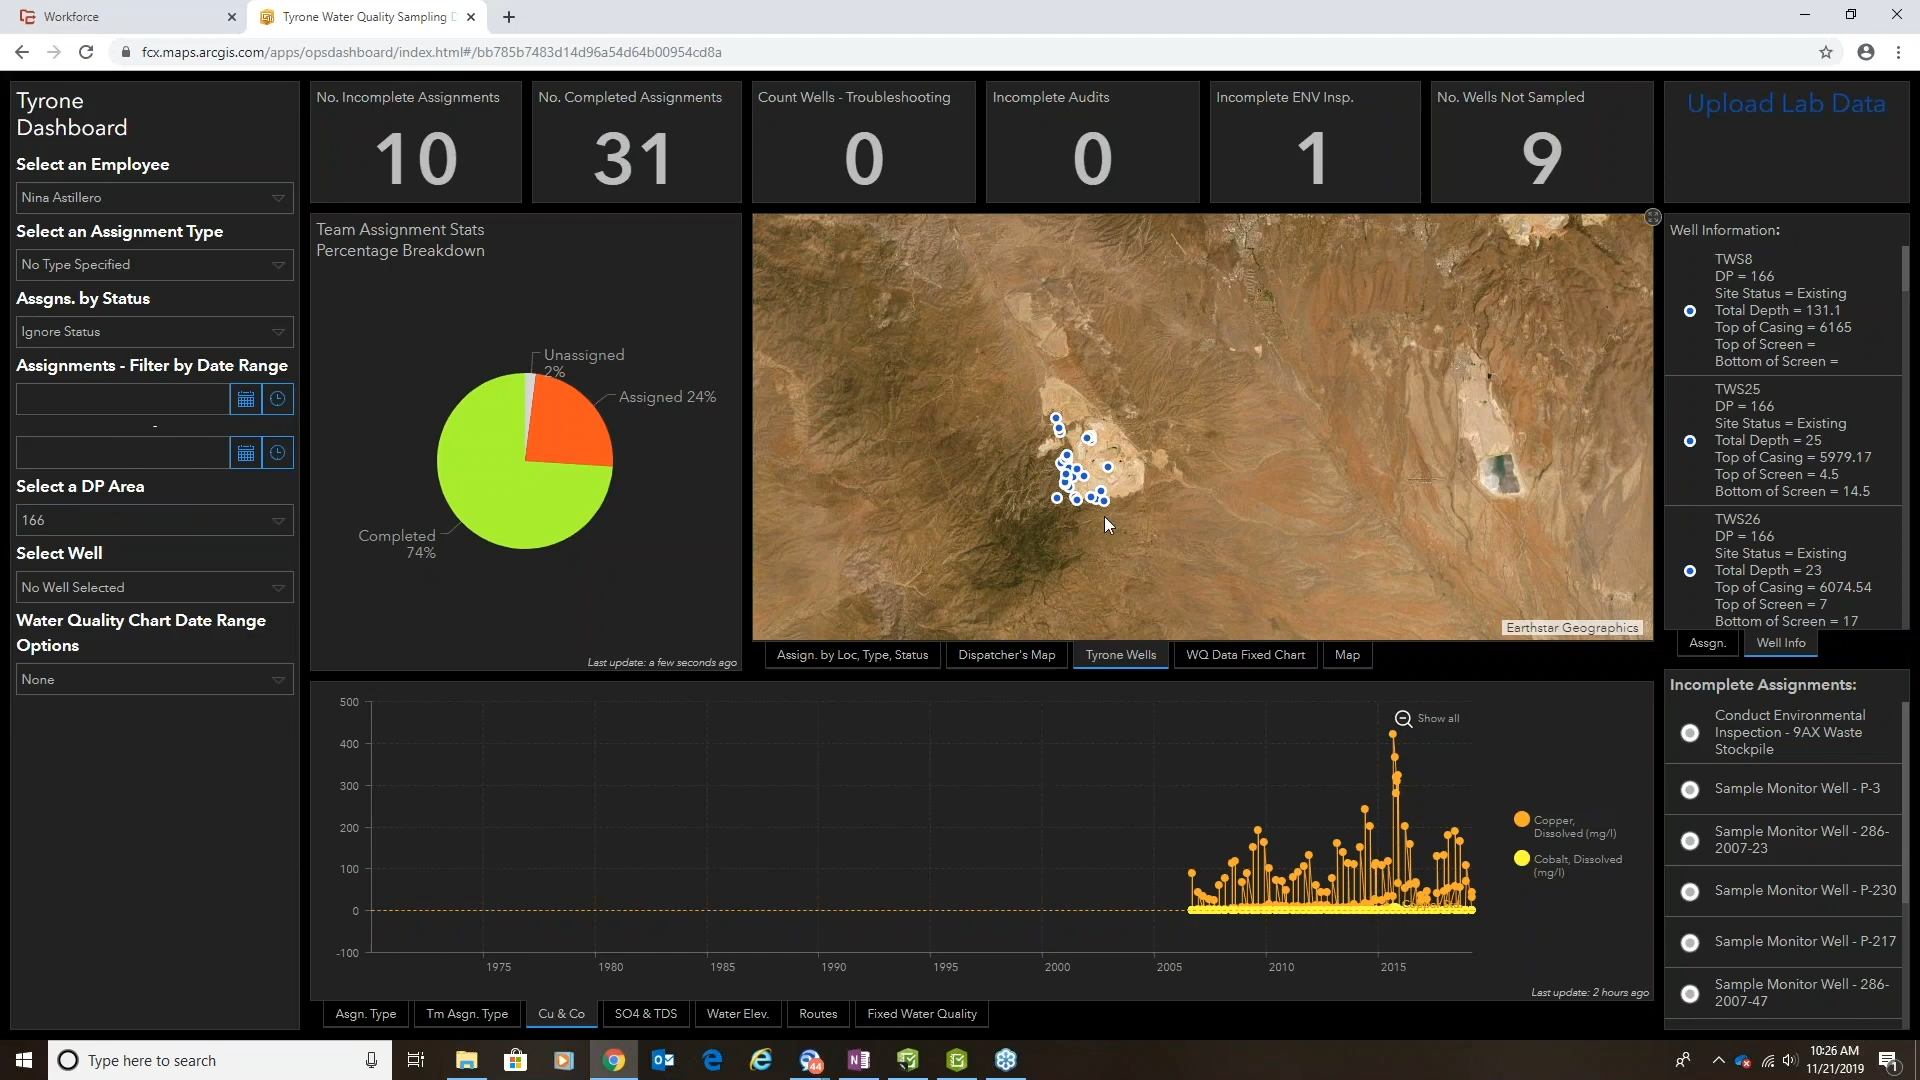 Workforce
Tyrone Water Quality Sampling D
fcx.maps.arcgis.com/apps/opsdashboard/index.html#/bb785b7483d14d96a54d64b00954cd8a
Tyrone
Dashboard
Select an Employee
Nina Astillero
Select an Assignment Type
No Type Specified
Assgns. by Status
Ignore Status
Assignments - Filter by Date Range
-
Select a DP Area
166
Select Well
No Well Selected
Water Quality Chart Date Range
Options
None
No. Incomplete Assignments
10
No. Completed Assignments
31
Count Wells - Troubleshooting
0
Incomplete Audits
0
Incomplete ENV Insp.
1
No. Wells Not Sampled
9
Upload Lab Data
Team Assignment Stats
Percentage Breakdown
Unassigned
2%
Assigned 24%
Completed
74%
Last update: a few seconds ago
Earthstar Geographics
Assign. by Loc, Type, Status
Dispatcher's Map
Tyrone Wells
WQ Data Fixed Chart
Map
Well Information:
TWS8
DP = 166
Site Status = Existing
Total Depth = 131.1
Top of Casing = 6165
Top of Screen =
Bottom of Screen =
TWS25
DP = 166
Site Status = Existing
Total Depth = 25
Top of Casing = 5979.17
Top of Screen = 4.5
Bottom of Screen = 14.5
TWS26
DP = 166
Site Status = Existing
Total Depth = 23
Top of Casing = 6074.54
Top of Screen = 7
Bottom of Screen = 17
Assgn.
Well Info
500
400
300
200
100
0
-100
1975
1980
1985
1990
1995
2000
2005
2010
2015
Show all
Copper,
Dissolved (mg/l)
Cobalt, Dissolved
(mg/l)
Last update: 2 hours ago
Asgn. Type
Tm Asgn. Type
Cu & Co
SO4 & TDS
Water Elev.
Routes
Fixed Water Quality
Incomplete Assignments:
Conduct Environmental
Inspection - 9AX Waste
Stockpile
Sample Monitor Well - P-3
Sample Monitor Well - 286-
2007-23
Sample Monitor Well - P-230
Sample Monitor Well - P-217
Sample Monitor Well - 286-
2007-47
Type here to search
44
10:26 AM
11/21/2019
1